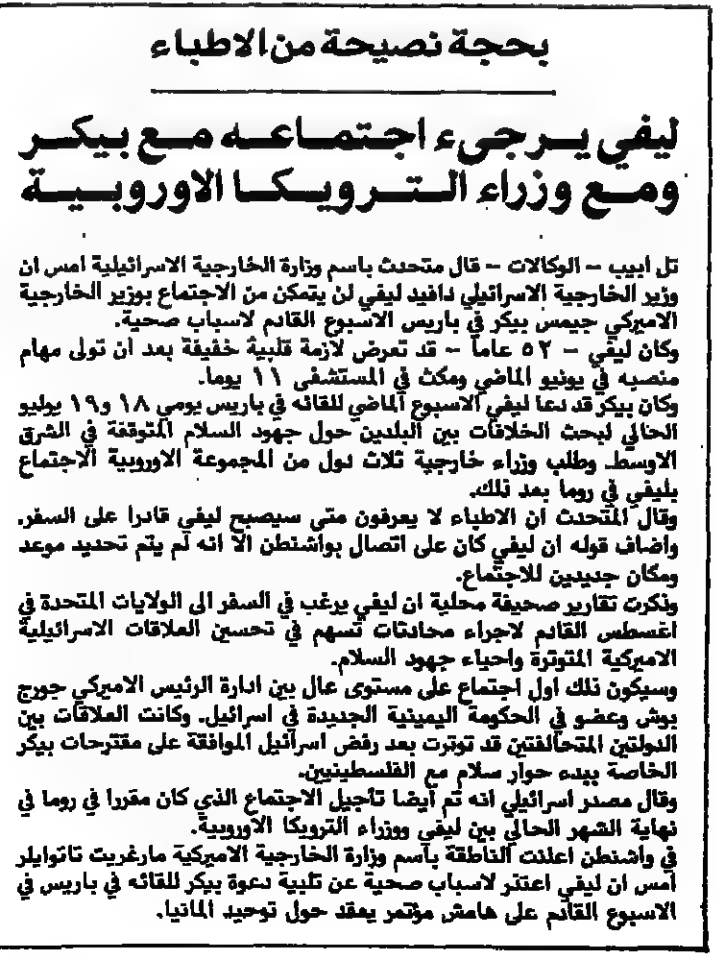 بحجة نصيحة من الاطباء
ليفي يرجىء اجتماعه مع بيكر
ومع وزراء الترويكا الاوروبية
تل ابيب – الوكالات – قال متحدث باسم وزارة الخارجية الاسرائيلية امس ان
وزير الخارجية الاسرائيلي دافيد ليفي لن يتمكن من الاجتماع بوزير الخارجية
الاميركي جيمس بيكر في باريس الاسبوع القادم لاسباب صحية.
وكان ليفي – ٥٢ عاما – قد تعرض لازمة قلبية خفيفة بعد ان تولى مهام
منصبه في يونيو الماضي ومكث في المستشفى ١١ يوما.
وكان بيكر قد دعا ليفي الاسبوع الماضي للقائه في باريس يومي ١٨ و١٩ يوليو
الحالي لبحث الخلافات بين البلدين حول جهود السلام المتوقفة في الشرق
الاوسط. وطلب وزراء خارجية ثلاث دول من المجموعة الاوروبية الاجتماع
بليفي في روما بعد ذلك.
وقال المتحدث ان الاطباء لا يعرفون متى سيصبح ليفي قادرا على السفر.
واضاف قوله ان ليفي كان على اتصال بواشنطن الا انه لم يتم تحديد موعد
ومكان جديدين للاجتماع.
وذكرت تقارير صحيفة محلية ان ليفي يرغب في السفر الى الولايات المتحدة في
اغسطس القادم لاجراء محادثات تسهم في تحسين العلاقات الاسرائيلية
الاميركية المتوترة واحياء جهود السلام.
وسيكون ذلك اول اجتماع على مستوى عال بين ادارة الرئيس الاميركي جورج
بوش وعضو في الحكومة اليمينية الجديدة في اسرائيل. وكانت العلاقات بين
الدولتين المتحالفتين قد توترت بعد رفض اسرائيل الموافقة على مقترحات بيكر
الخاصة ببدء حوار سلام مع الفلسطينيين.
وقال مصدر اسرائيلي انه تم أيضا تأجيل الاجتماع الذي كان مقررا في روما في
نهاية الشهر الحالي بين ليفي ووزراء الترويكا الاوروبية.
في واشنطن اعلنت الناطقة باسم وزارة الخارجية الاميركية مارغريت تاتوايلر
امس ان ليفي اعتذر لاسباب صحية عن تلبية دعوة بيكر للقائه في باريس في
الاسبوع القادم على هامش مؤتمر يعقد حول توحيد المانيا.